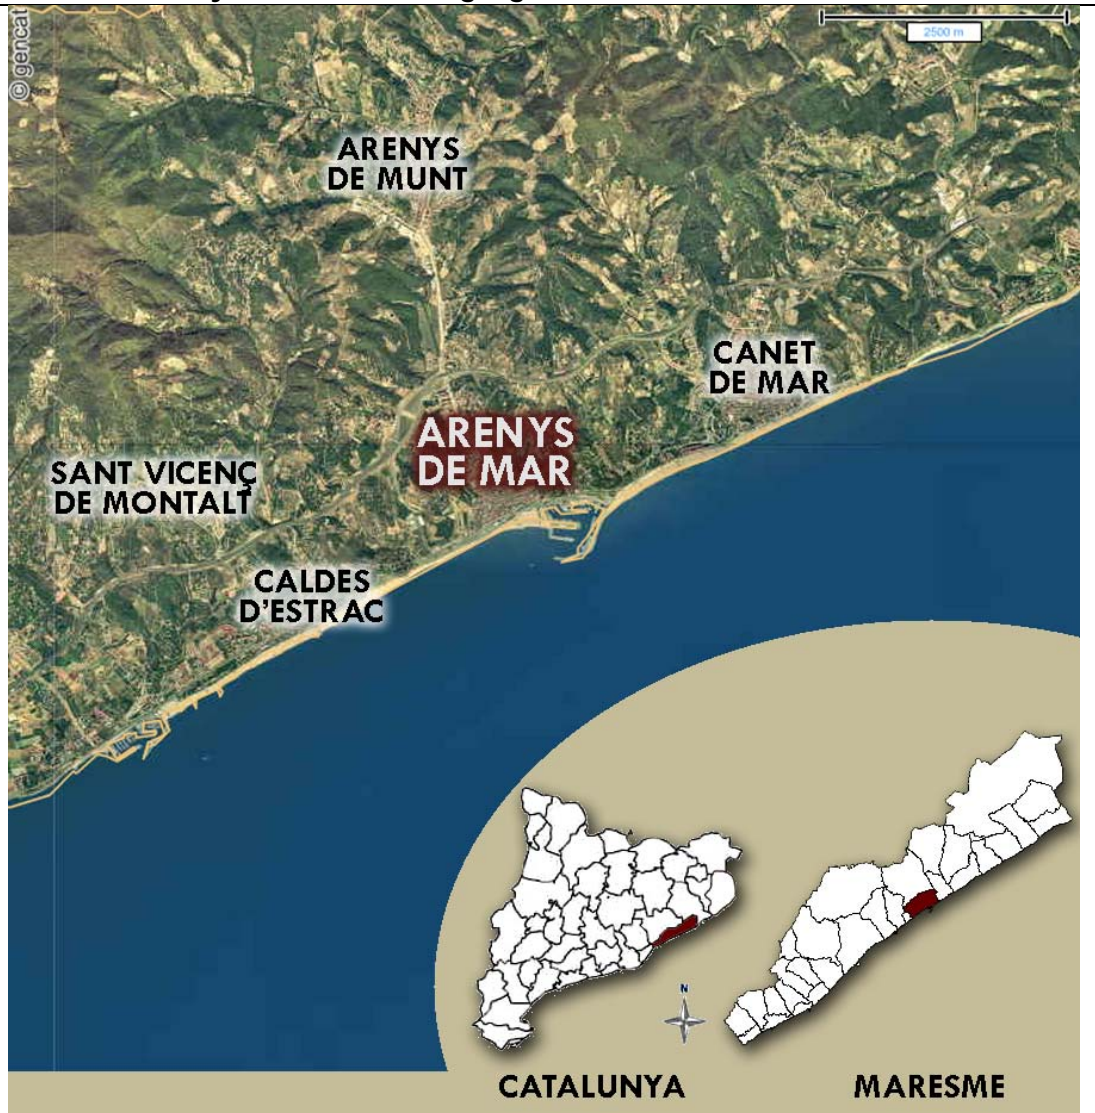 2500 m
© gencat
ARENYS
DE MUNT
CANET
DE MAR
ARENYS
DE MAR
SANT VICENÇ
DE MONTALT
CALDES
D'ESTRAC
N
CATALUNYA
MARESME